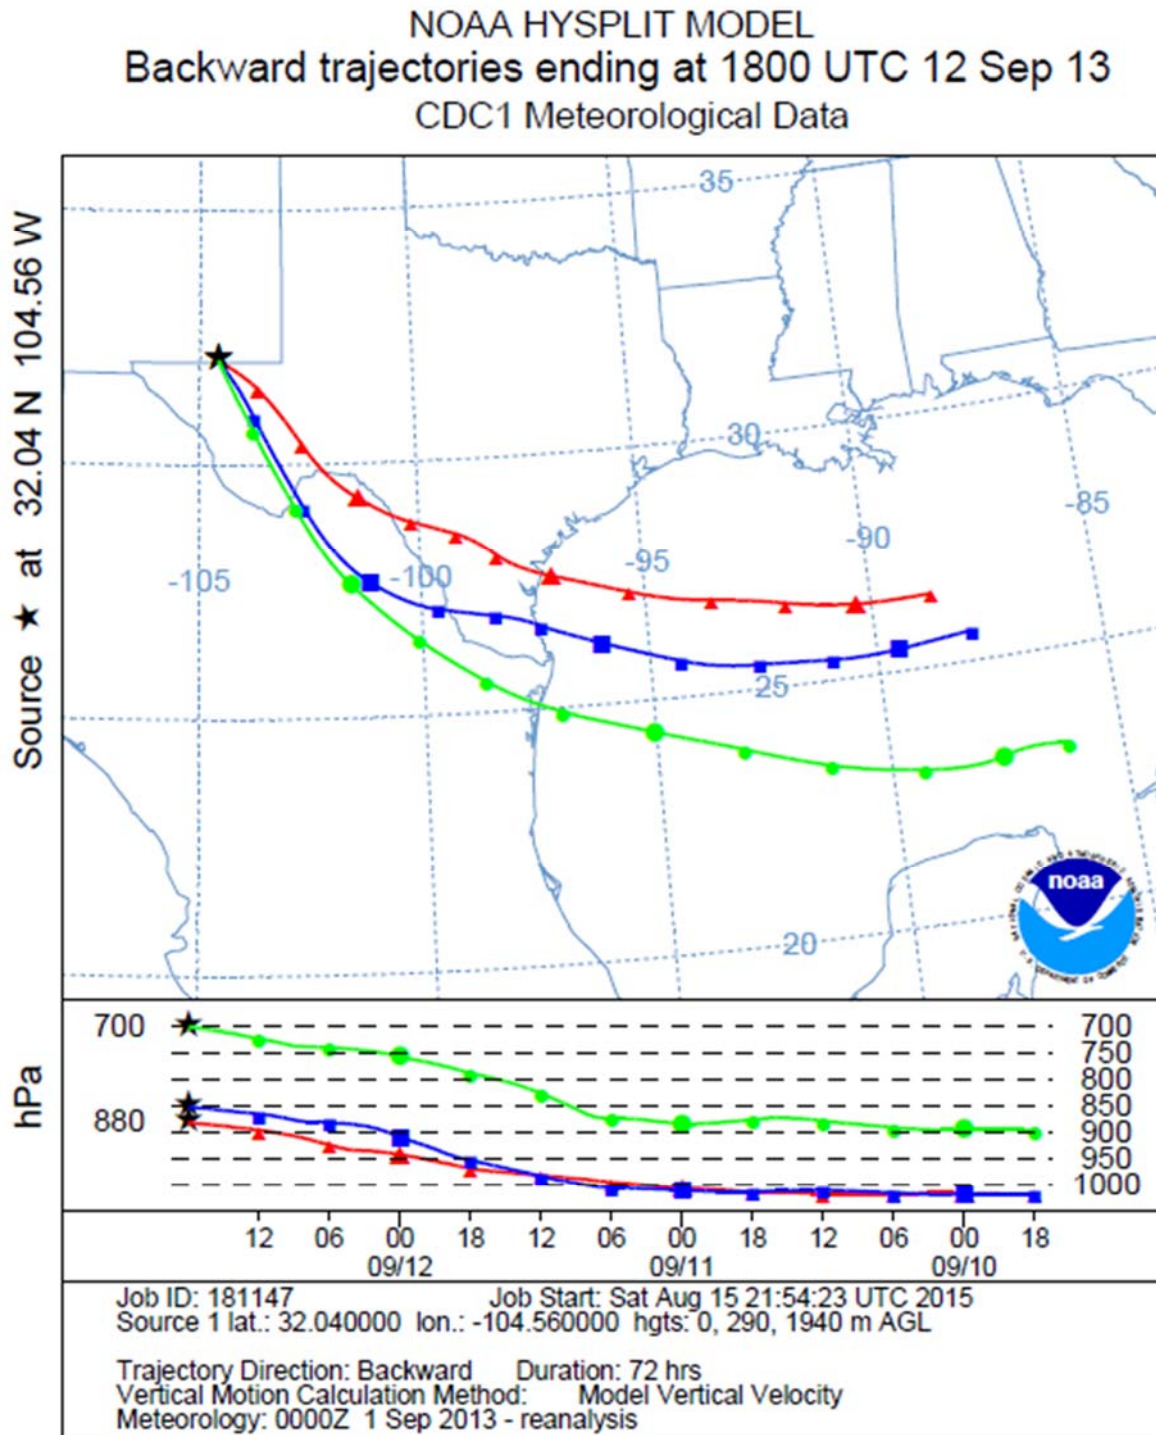 NOAA HYSPLIT MODEL
Backward trajectories ending at 1800 UTC 12 Sep 13
CDC1 Meteorological Data
Source ★ at 32.04 N 104.56 W
35
30
-85
-90
-95
-100
-105
25
20
noaa
700
880
hPa
700
750
800
850
900
950
1000
12 06 00 18 12 06 00 18 12 06 00 18
09/12 09/11 09/10
Job ID: 181147 Job Start: Sat Aug 15 21:54:23 UTC 2015
Source 1 lat.: 32.040000 lon.: -104.560000 hgts: 0, 290, 1940 m AGL
Trajectory Direction: Backward Duration: 72 hrs
Vertical Motion Calculation Method: Model Vertical Velocity
Meteorology: 0000Z 1 Sep 2013 - reanalysis